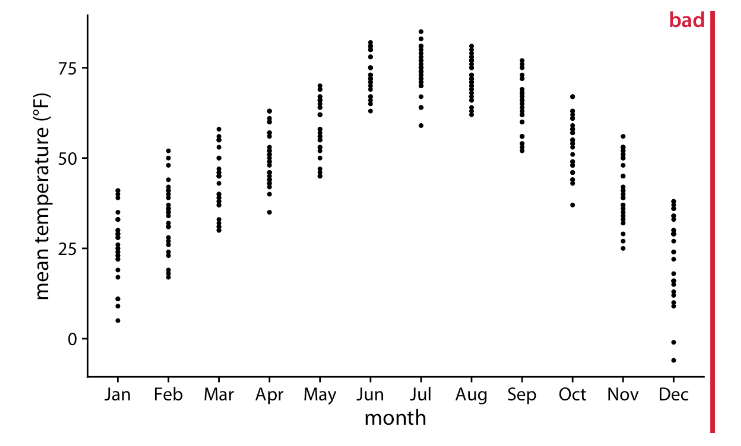 bad
mean temperature (°F)
75
50
25
0
Jan Feb Mar Apr May Jun Jul Aug Sep Oct Nov Dec
month